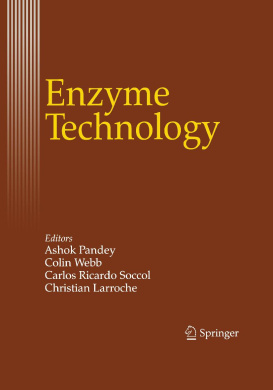 Enzyme
Technology
Editors
Ashok Pandey
Colin Webb
Carlos Ricardo Soccol
Christian Larroche
Springer